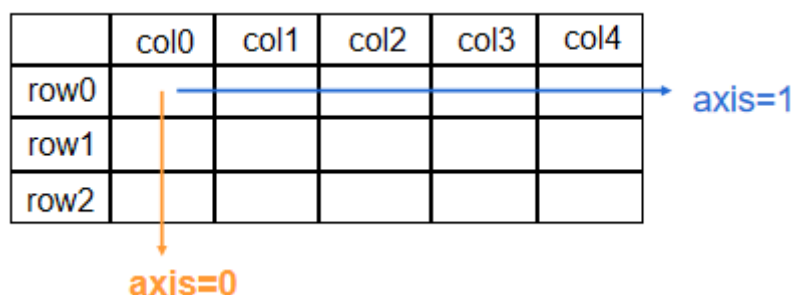 col0 col1 col2 col3 col4
row0
axis=1
row1
row2
axis=0